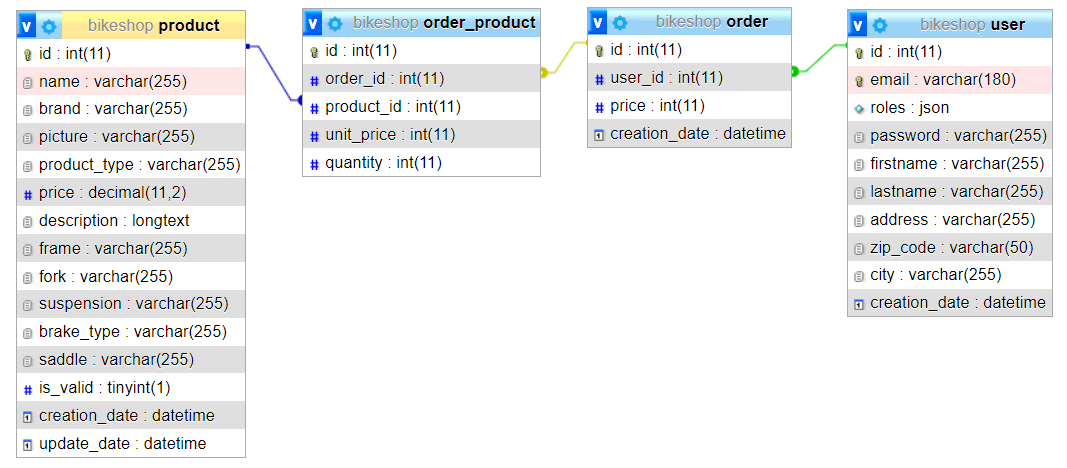 bikeshop product
id : int(11)
name : varchar(255)
brand : varchar(255)
picture : varchar(255)
product_type : varchar(255)
price : decimal(11,2)
description : longtext
frame : varchar(255)
fork : varchar(255)
suspension : varchar(255)
brake_type : varchar(255)
saddle : varchar(255)
is_valid : tinyint(1)
creation_date : datetime
update_date : datetime
bikeshop order_product
id : int(11)
order_id : int(11)
product_id : int(11)
unit_price : int(11)
quantity : int(11)
bikeshop order
id : int(11)
user_id : int(11)
price : int(11)
creation_date : datetime
bikeshop user
id : int(11)
email : varchar(180)
roles : json
password : varchar(255)
firstname : varchar(255)
lastname : varchar(255)
address : varchar(255)
zip_code : varchar(50)
city : varchar(255)
creation_date : datetime